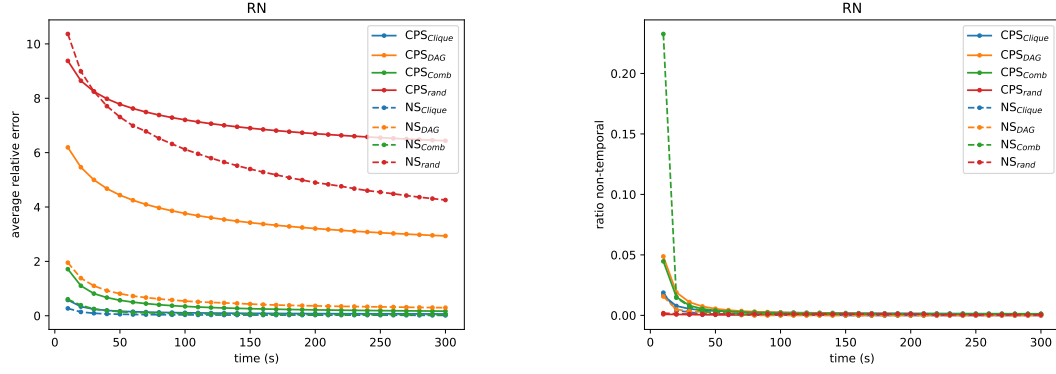 RN
average relative error
10
8
6
4
2
0
0 50 100 150 200 250 300
time (s)
CPS_Clique
CPS_DAG
CPS_Comb
CPS_rand
NS_Clique
NS_DAG
NS_Comb
NS_rand
RN
ratio non-temporal
0.20
0.15
0.10
0.05
0.00
0 50 100 150 200 250 300
time (s)
CPS_Clique
CPS_DAG
CPS_Comb
CPS_rand
NS_Clique
NS_DAG
NS_Comb
NS_rand